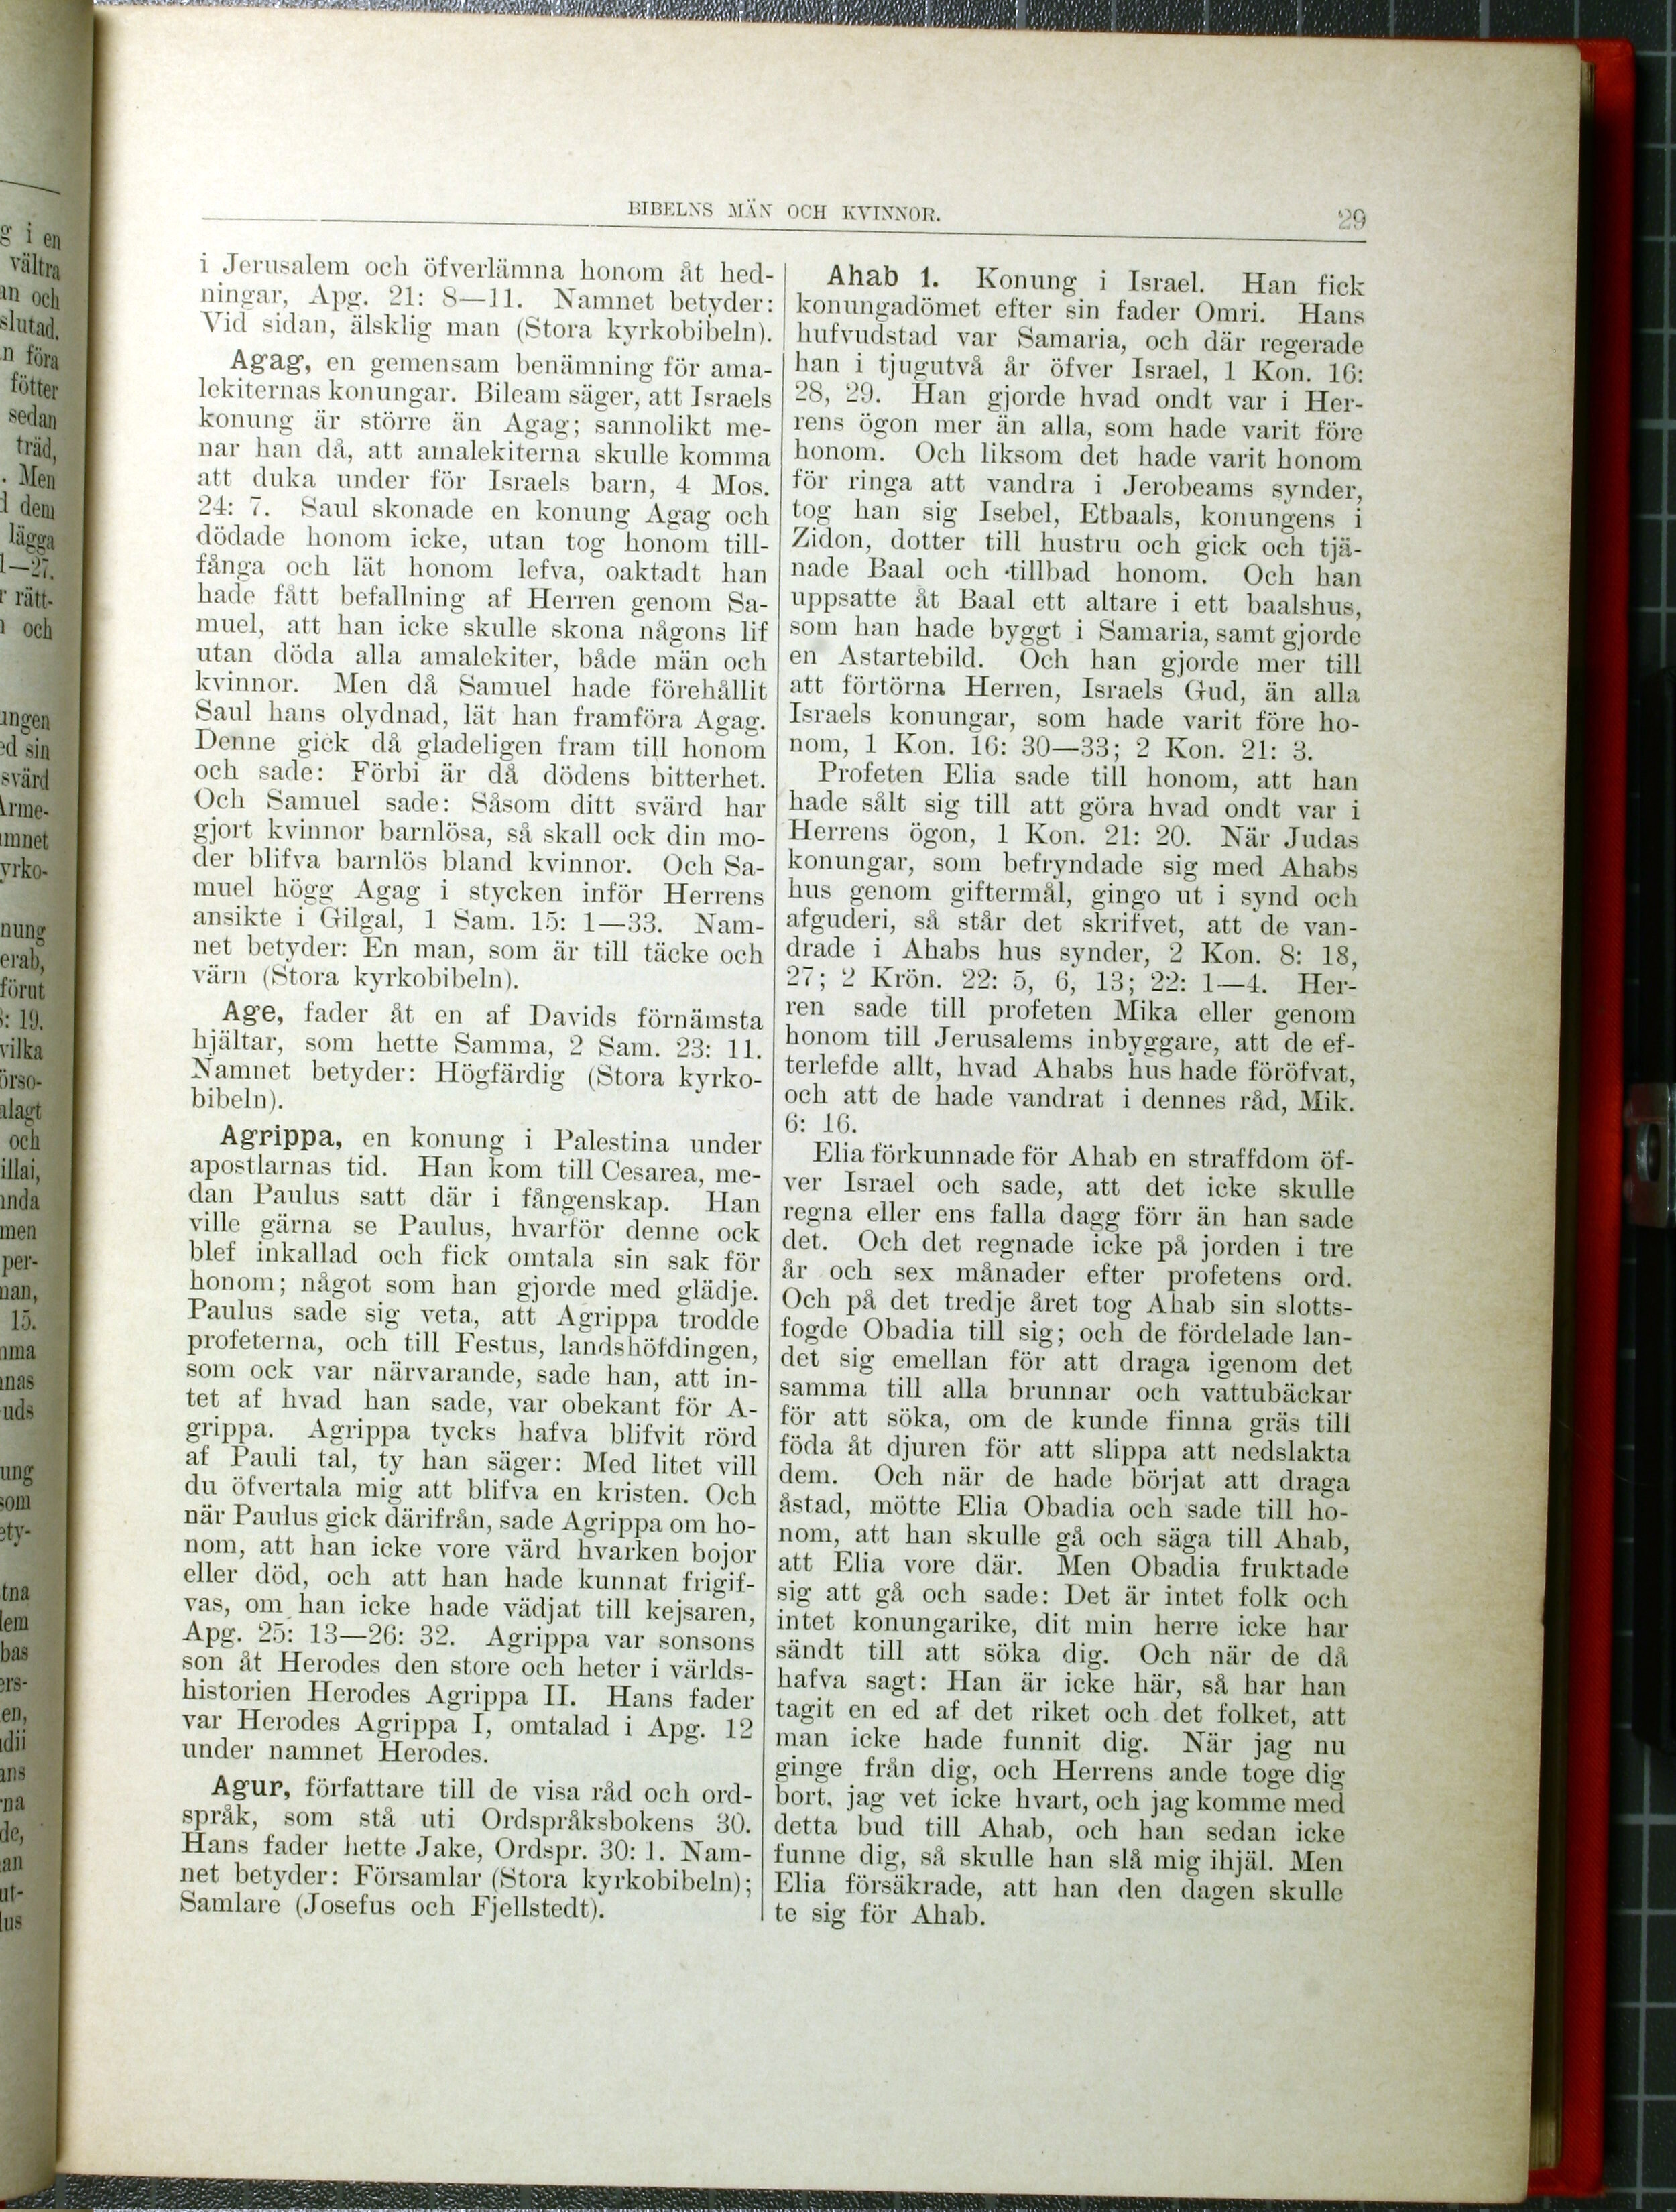 BIBELNS MÄN OCH KVINNOR.
29
i Jerusalem och öfverlämna honom åt hed-
ningar, Apg. 21: 8—11. Namnet betyder:
Vid sidan, älsklig man (Stora kyrkobibeln).
Agag, en gemensam benämning för ama-
lekiternas konungar. Bileam säger, att Israels
konung är större än Agag; sannolikt me-
nar han då, att amalekiterna skulle komma
att duka under för Israels barn, 4 Mos.
24: 7. Saul skonade en konung Agag och
dödade honom icke, utan tog honom till-
fånga och lät honom lefva, oaktadt han
hade fått befallning af Herren genom Sa-
muel, att han icke skulle skona någons lif
utan döda alla amalekiter, både män och
kvinnor. Men då Samuel hade förehållit
Saul hans olydnad, lät han framföra Agag.
Denne gick då gladeligen fram till honom
och sade: Förbi är då dödens bitterhet.
Och Samuel sade: Såsom ditt svärd har
gjort kvinnor barnlösa, så skall ock din mo-
der blifva barnlös bland kvinnor. Och Sa-
muel högg Agag i stycken inför Herrens
ansikte i Gilgal, 1 Sam. 15: 1—33. Nam-
net betyder: En man, som är till täcke och
värn (Stora kyrkobibeln).
Age, fader åt en af Davids förnämsta
hjältar, som hette Samma, 2 Sam. 23: 11.
Namnet betyder: Högfärdig (Stora kyrko-
bibeln).
Agrippa, en konung i Palestina under
apostlarnas tid. Han kom till Cesarea, me-
dan Paulus satt där i fångenskap. Han
ville gärna se Paulus, hvarför denne ock
blef inkallad och fick omtala sin sak för
honom; något som han gjorde med glädje.
Paulus sade sig veta, att Agrippa trodde
profeterna, och till Festus, landshöfdingen,
som ock var närvarande, sade han, att in-
tet af hvad han sade, var obekant för A-
grippa. Agrippa tycks hafva blifvit rörd
af Pauli tal, ty han säger: Med litet vill
du öfvertala mig att blifva en kristen. Och
när Paulus gick därifrån, sade Agrippa om ho-
nom, att han icke vore värd hvarken bojor
eller död, och att han hade kunnat frigif-
vas, om han icke hade vädjat till kejsaren,
Apg. 25: 13—26: 32. Agrippa var sonsons
son åt Herodes den store och heter i världs-
historien Herodes Agrippa II. Hans fader
var Herodes Agrippa I, omtalad i Apg. 12
under namnet Herodes.
Agur, författare till de visa råd och ord-
språk, som stå uti Ordspråksbokens 30.
Hans fader hette Jake, Ordspr. 30: 1. Nam-
net betyder: Församlar (Stora kyrkobibeln);
Samlare (Josefus och Fjellstedt).
Ahab 1. Konung i Israel. Han fick
konungadömet efter sin fader Omri. Hans
hufvudstad var Samaria, och där regerade
han i tjugutvå år öfver Israel, 1 Kon. 16:
28, 29. Han gjorde hvad ondt var i Her-
rens ögon mer än alla, som hade varit före
honom. Och liksom det hade varit honom
för ringa att vandra i Jerobeams synder,
tog han sig Isebel, Etbaals, konungens i
Zidon, dotter till hustru och gick och tjä-
nade Baal och tillbad honom. Och han
uppsatte åt Baal ett altare i ett baalshus,
som han hade byggt i Samaria, samt gjorde
en Astartebild. Och han gjorde mer till
att förtörna Herren, Israels Gud, än alla
Israels konungar, som hade varit före ho-
nom, 1 Kon. 16: 30—33; 2 Kon. 21: 3.
Profeten Elia sade till honom, att han
hade sålt sig till att göra hvad ondt var i
Herrens ögon, 1 Kon. 21: 20. När Judas
konungar, som befryndade sig med Ahabs
hus genom giftermål, gingo ut i synd och
afguderi, så står det skrifvet, att de van-
drade i Ahabs hus synder, 2 Kon. 8: 18,
27; 2 Krön. 22: 5, 6, 13; 22: 1—4. Her-
ren sade till profeten Mika eller genom
honom till Jerusalems inbyggare, att de ef-
terlefde allt, hvad Ahabs hus hade föröfvat,
och att de hade vandrat i dennes råd, Mik.
6: 16.
Elia förkunnade för Ahab en straffdom öf-
ver Israel och sade, att det icke skulle
regna eller ens falla dagg förr än han sade
det. Och det regnade icke på jorden i tre
år och sex månader efter profetens ord.
Och på det tredje året tog Ahab sin slotts-
fogde Obadia till sig; och de fördelade lan-
det sig emellan för att draga igenom det
samma till alla brunnar och vattubäckar
för att söka, om de kunde finna gräs till
föda åt djuren för att slippa att nedslakta
dem. Och när de hade börjat att draga
åstad, mötte Elia Obadia och sade till ho-
nom, att han skulle gå och säga till Ahab,
att Elia vore där. Men Obadia fruktade
sig att gå och sade: Det är intet folk och
intet konungarike, dit min herre icke har
sändt till att söka dig. Och när de då
hafva sagt: Han är icke här, så har han
tagit en ed af det riket och det folket, att
man icke hade funnit dig. När jag nu
ginge från dig, och Herrens ande toge dig
bort, jag vet icke hvart, och jag komme med
detta bud till Ahab, och han sedan icke
funne dig, så skulle han slå mig ihjäl. Men
Elia försäkrade, att han den dagen skulle
te sig för Ahab.